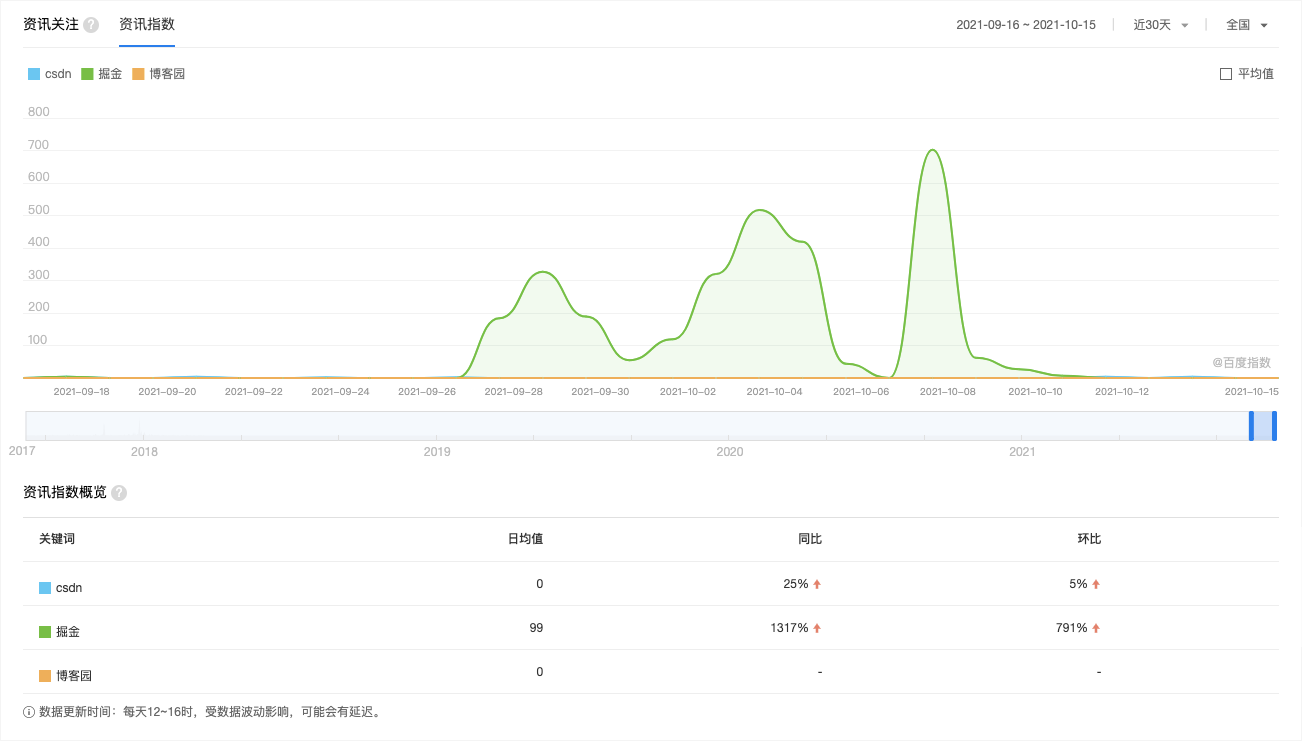 资讯关注 ? 资讯指数 2021-09-16 ~ 2021-10-15 近30天 全国
csdn 掘金 博客园 平均值
800
700
600
500
400
300
200
100
@百度指数
2021-09-18 2021-09-20 2021-09-22 2021-09-24 2021-09-26 2021-09-28 2021-09-30 2021-10-02 2021-10-04 2021-10-06 2021-10-08 2021-10-10 2021-10-12 2021-10-15
2017 2018 2019 2020 2021
资讯指数概览 ?
关键词 日均值 同比 环比
csdn 0 25% 5%
掘金 99 1317% 791%
博客园 0 - -
数据更新时间：每天12~16时，受数据波动影响，可能会有延迟。